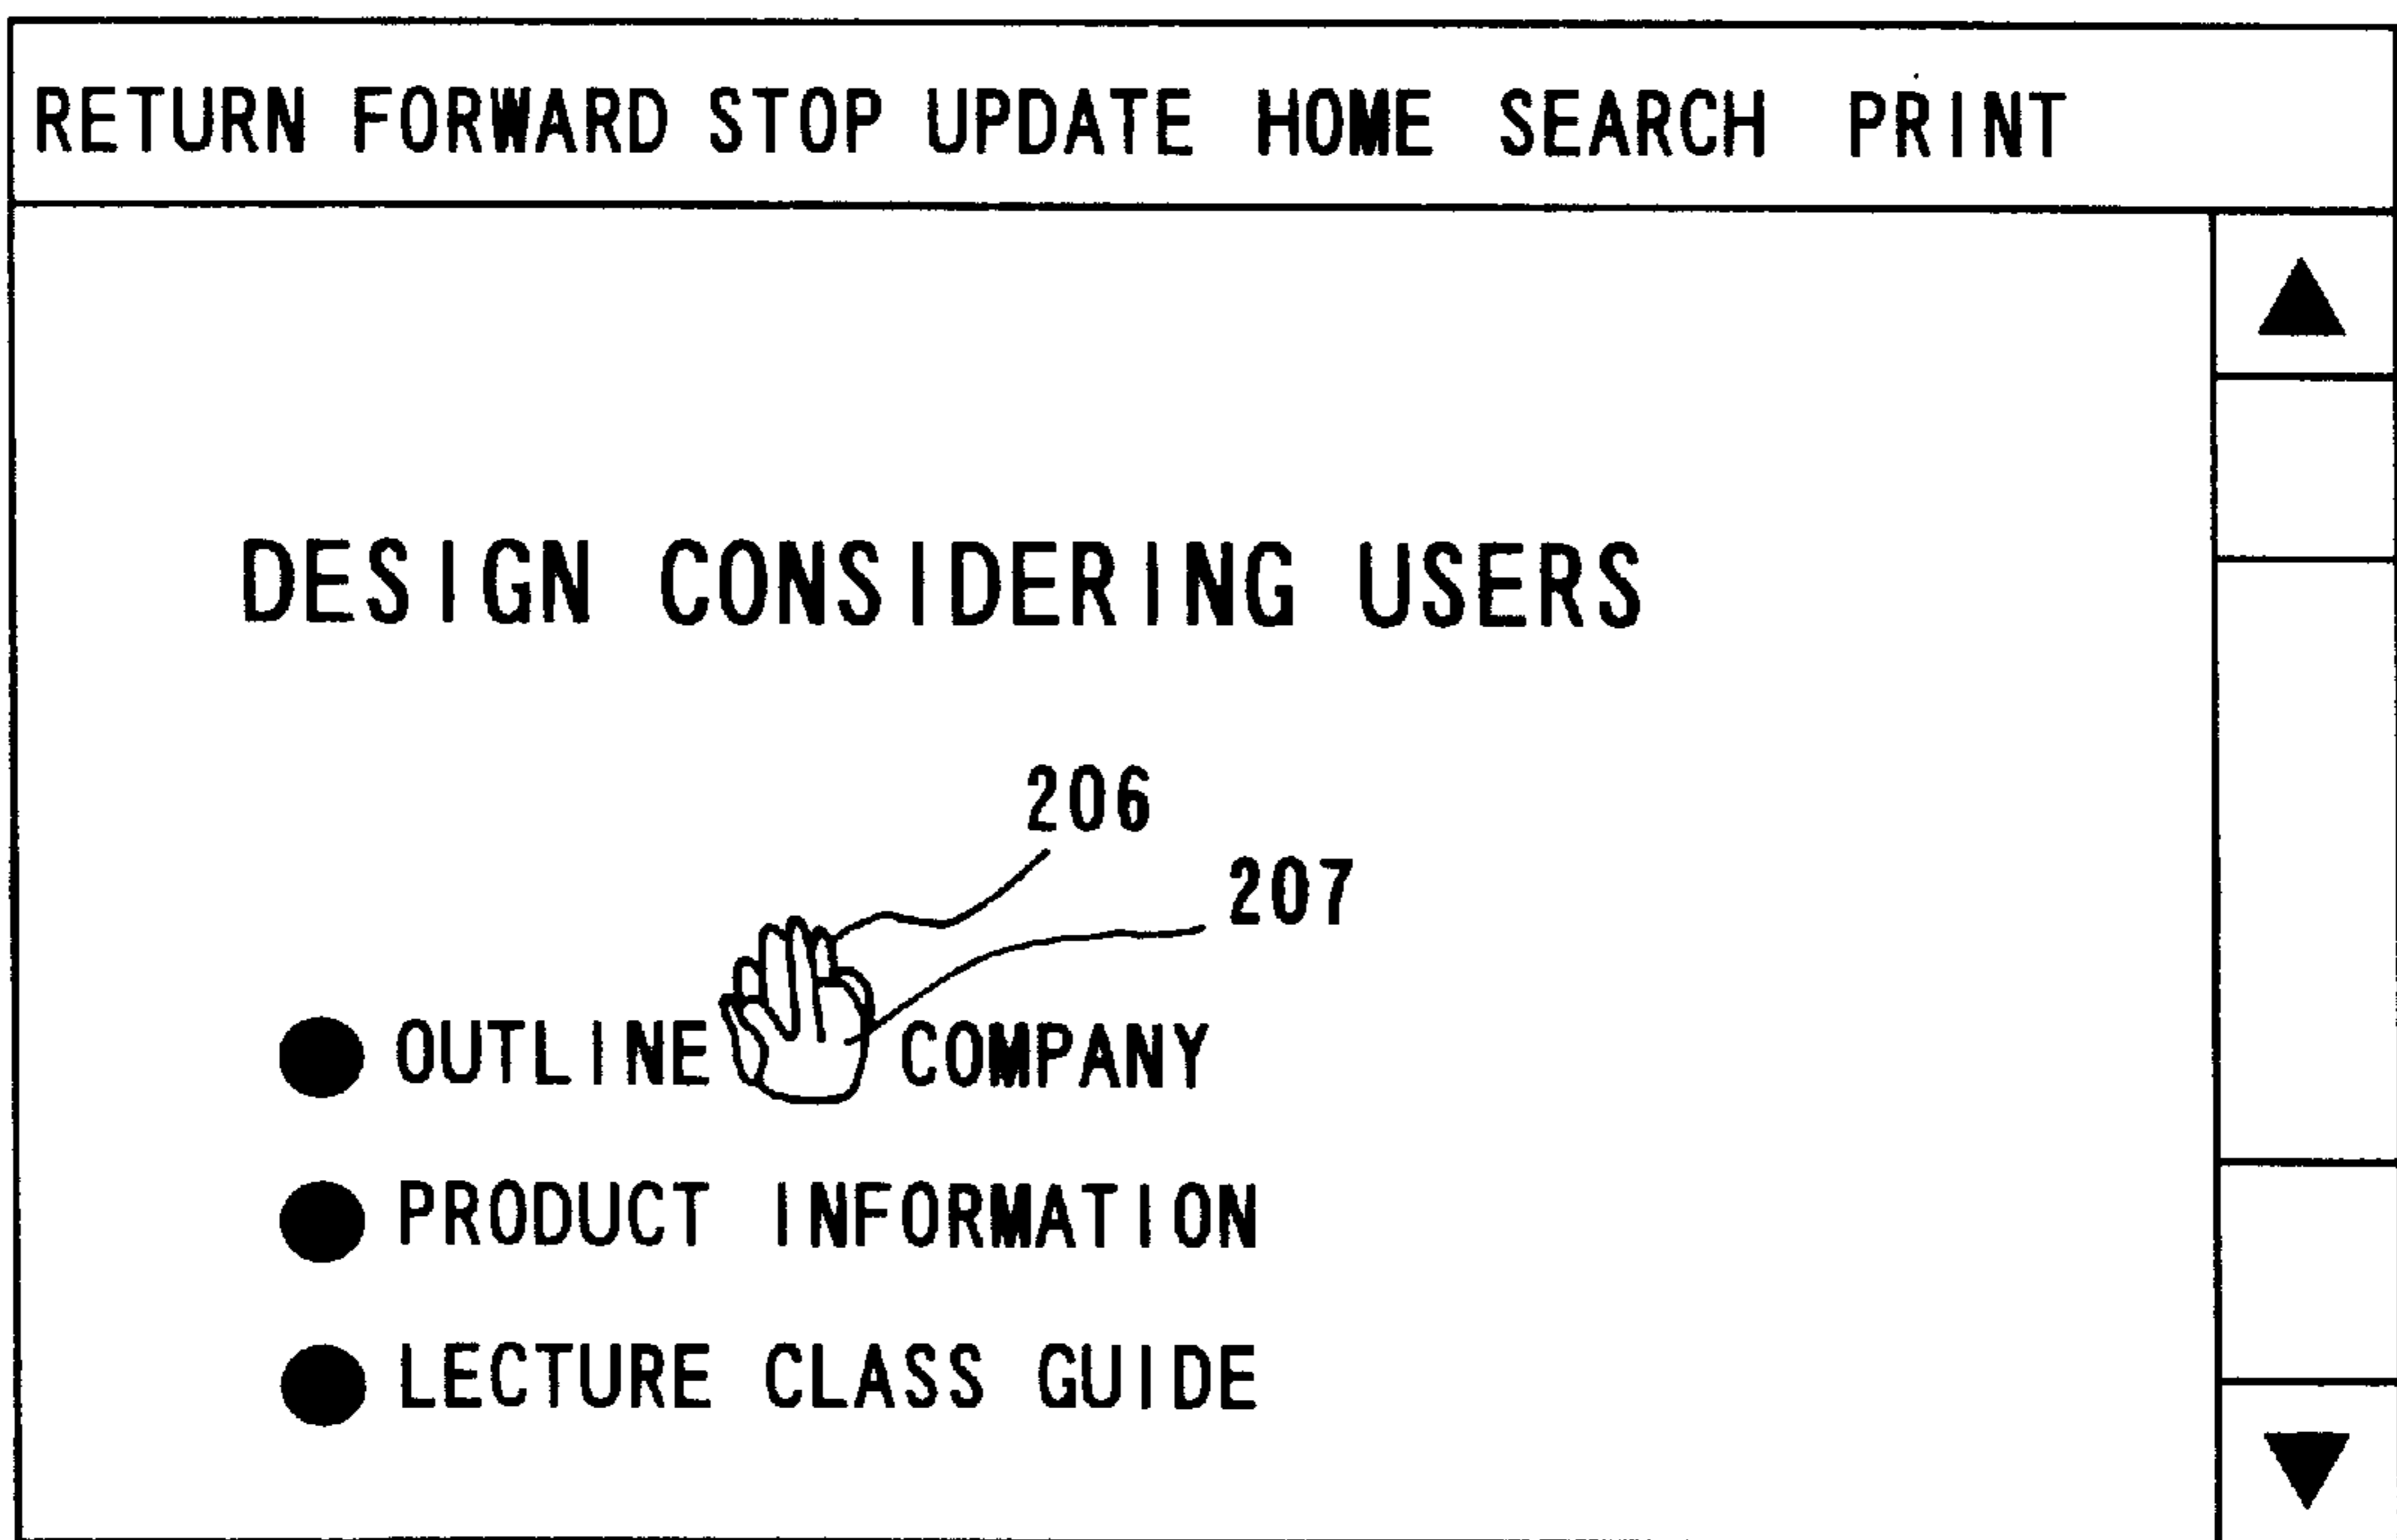 RETURN FORWARD STOP UPDATE HOME SEARCH PRINT
DESIGN CONSIDERING USERS
206
207
OUTLINE COMPANY
PRODUCT INFORMATION
LECTURE CLASS GUIDE